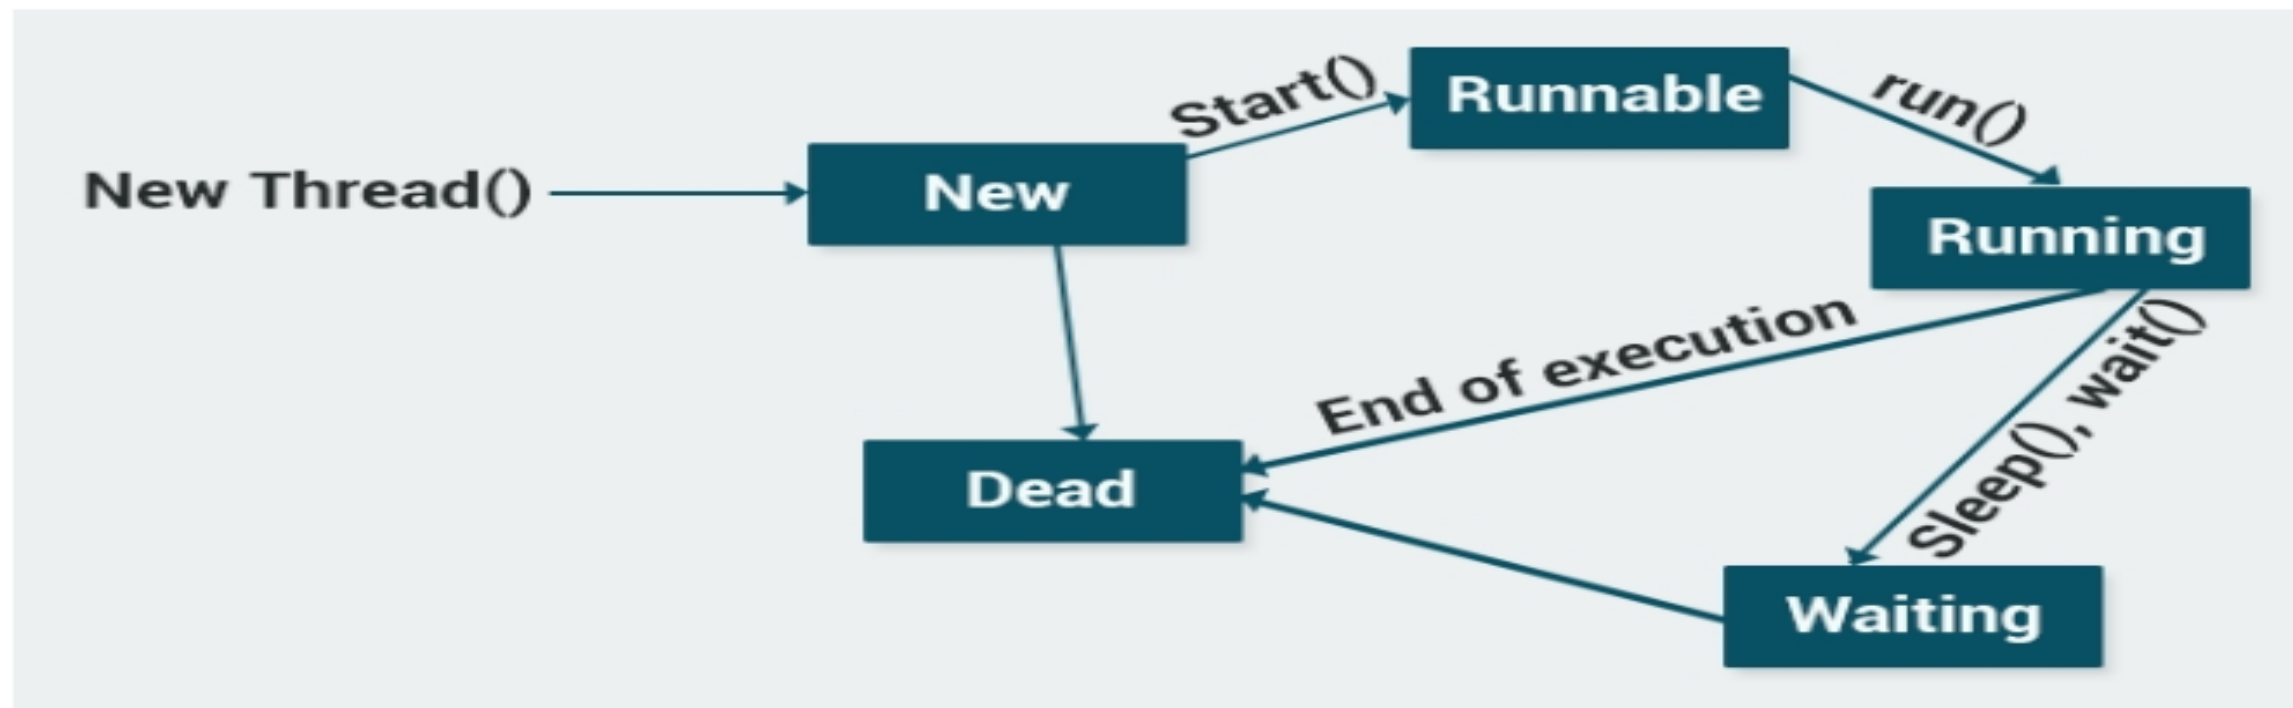 Start()
Runnable
run()
New Thread()
New
Running
End of execution
Sleep(), wait()
Dead
Waiting